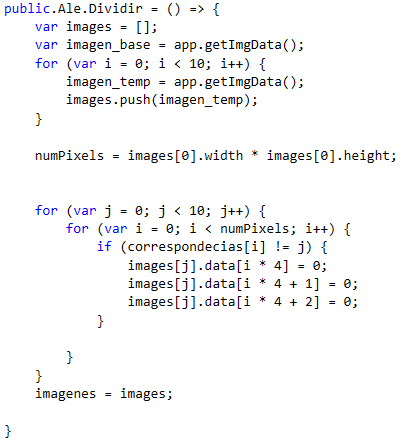 public.Ale.Dividir = () => {
    var images = [];
    var imagen_base = app.getImgData();
    for (var i = 0; i < 10; i++) {
        imagen_temp = app.getImgData();
        images.push(imagen_temp);
    }

    numPixels = images[0].width * images[0].height;


    for (var j = 0; j < 10; j++) {
        for (var i = 0; i < numPixels; i++) {
            if (correspondecias[i] != j) {
                images[j].data[i * 4] = 0;
                images[j].data[i * 4 + 1] = 0;
                images[j].data[i * 4 + 2] = 0;
            }

        }
    }
    imagenes = images;

}